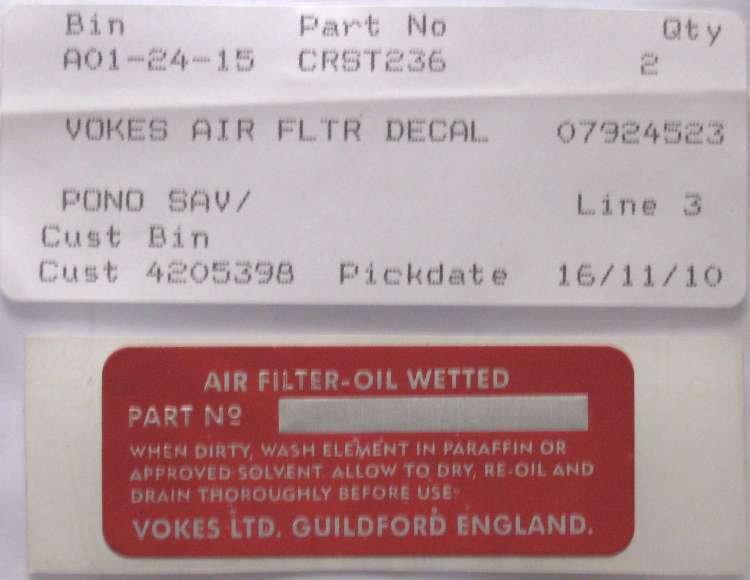 Bin Part No Qty
A01-24-15 CRST236 2
VOKES AIR FLTR DECAL 07924523
PONO SAV/ Line 3
Cust Bin
Cust 4205398 Pickdate 16/11/10
AIR FILTER-OIL WETTED
PART Nº
WHEN DIRTY, WASH ELEMENT IN PARAFFIN OR
APPROVED SOLVENT. ALLOW TO DRY, RE-OIL AND
DRAIN THOROUGHLY BEFORE USE-
VOKES LTD. GUILDFORD ENGLAND.